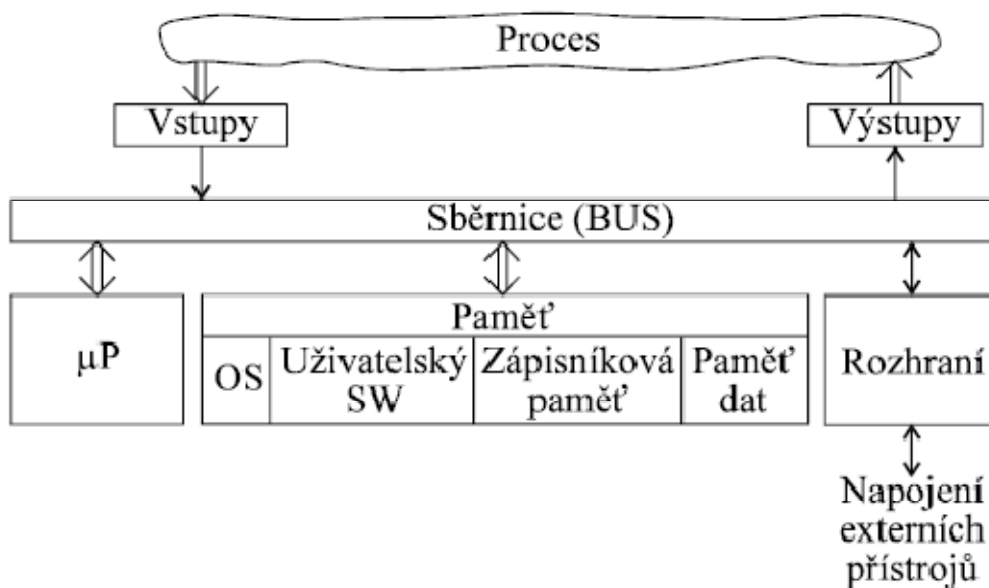 Proces
Vstupy
Výstupy
Sběrnice (BUS)
μP
Paměť
OS
Uživatelský
SW
Zápisníková
paměť
Paměť
dat
Rozhraní
Napojení
externích
přístrojů